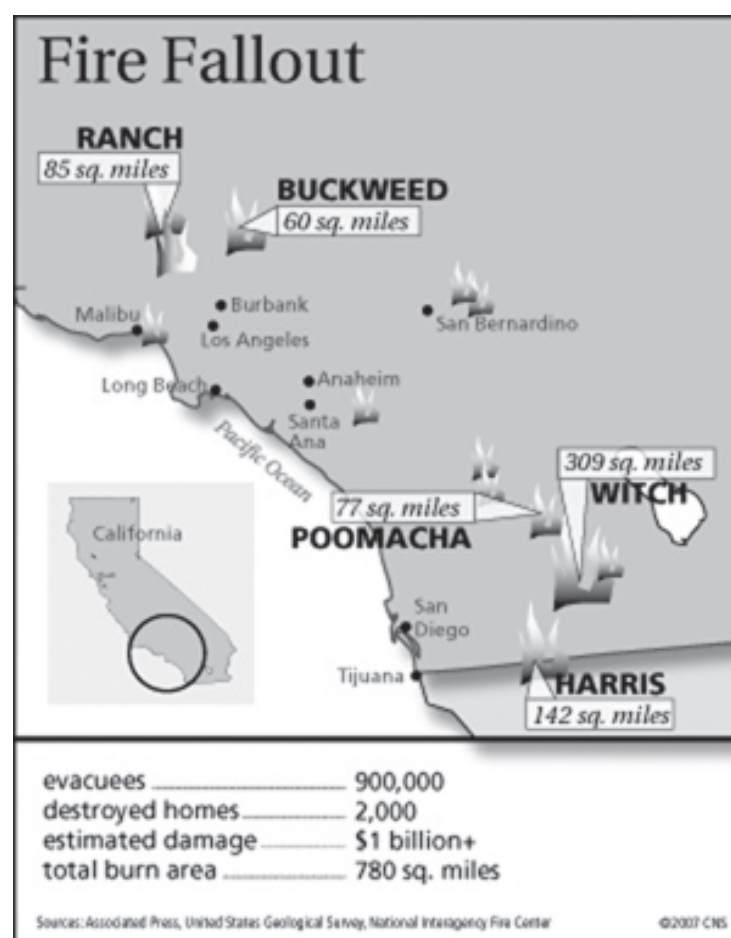 Fire Fallout
RANCH
85 sq. miles
BUCKWEED
60 sq. miles
Malibu
Burbank
Los Angeles
San Bernardino
Long Beach
Anaheim
Santa
Ana
Pacific Ocean
309 sq. miles
WITCH
77 sq. miles
POOMACHA
California
San
Diego
Tijuana
HARRIS
142 sq. miles
evacuees ........................ 900,000
destroyed homes ........................ 2,000
estimated damage ........................ $1 billion+
total burn area ........................ 780 sq. miles
Sources: Associated Press, United States Geological Survey, National Interagency Fire Center
©2007 CNS